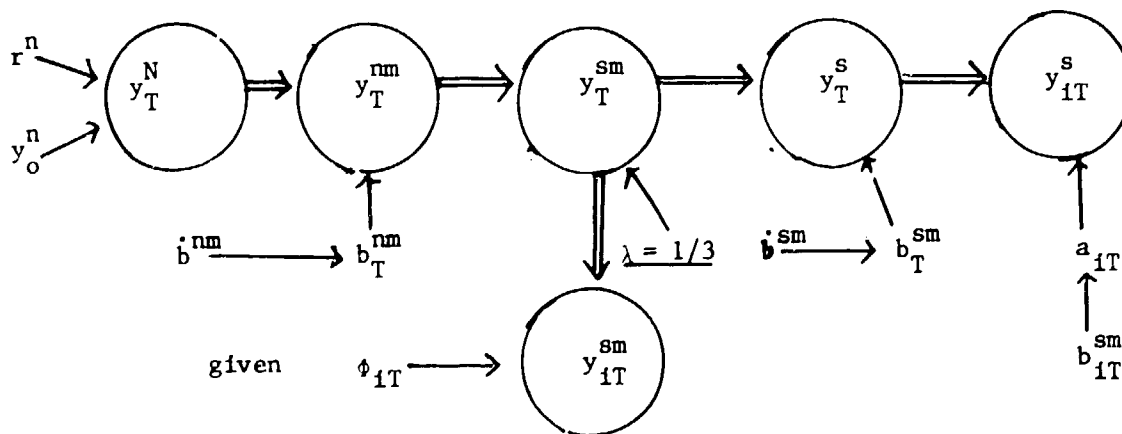 r^n
y_T^N
y_T^nm
y_T^sm
y_T^s
y_iT^s
y_o^n
ḃ^nm
b_T^nm
λ = 1/3
ḃ^sm
b_T^sm
a_iT
given
φ_iT
y_iT^sm
b_iT^sm